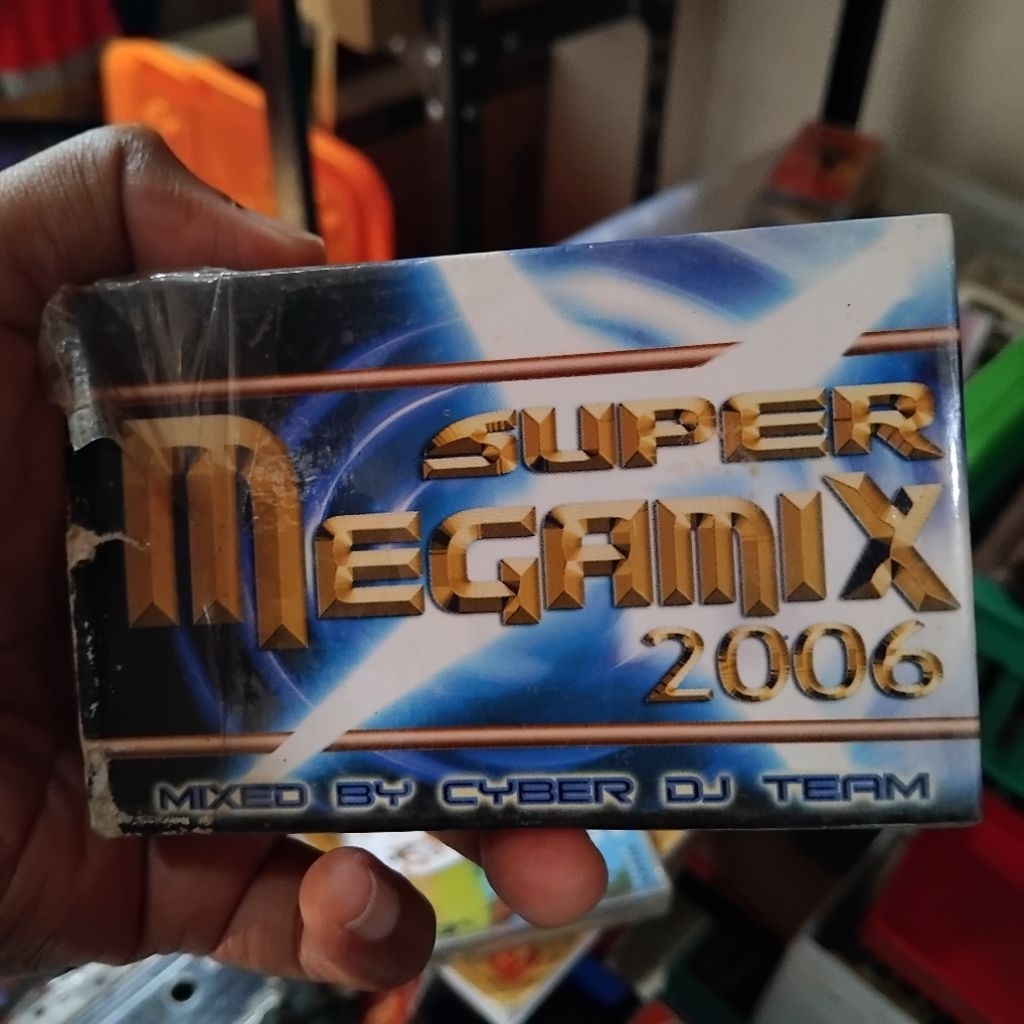 SUPER
MEGAMIX
2006
MIXED BY CYBER DJ TEAM